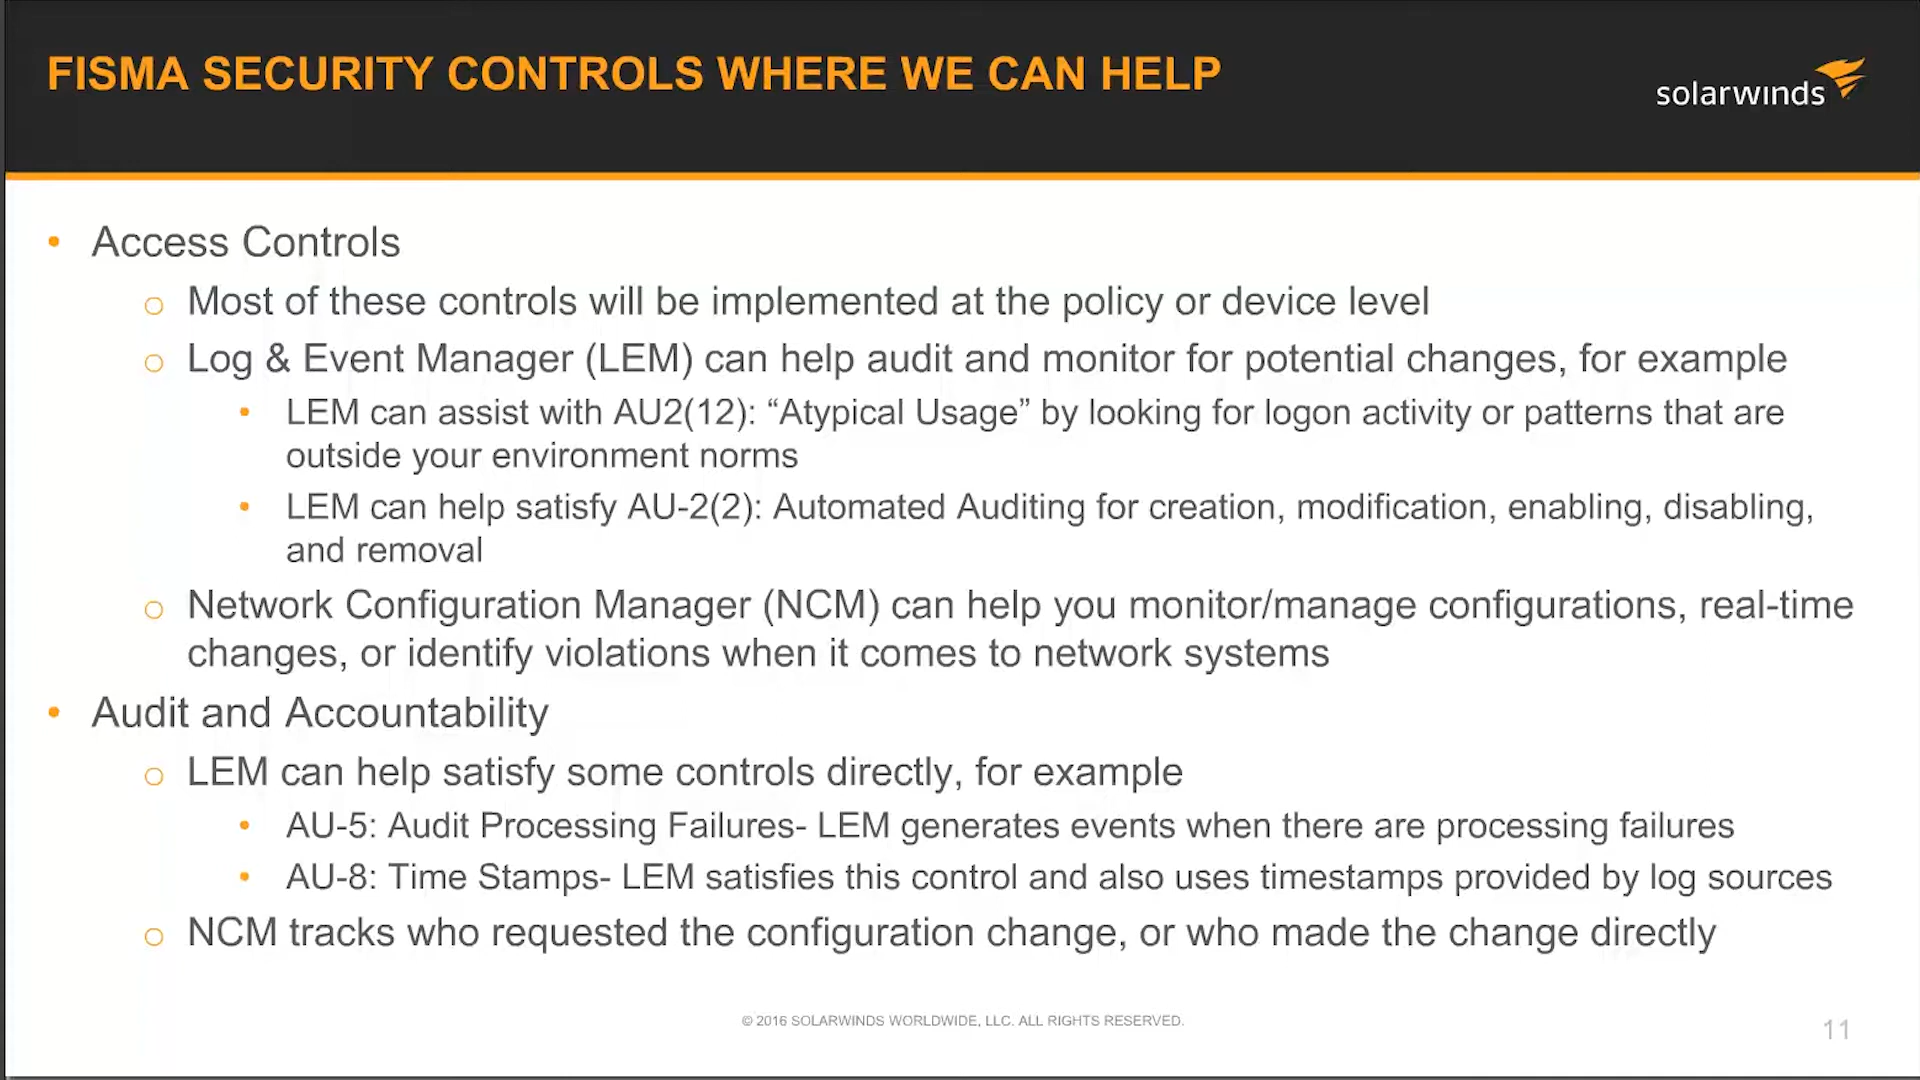 FISMA SECURITY CONTROLS WHERE WE CAN HELP
solarwinds
• Access Controls
o Most of these controls will be implemented at the policy or device level
o Log & Event Manager (LEM) can help audit and monitor for potential changes, for example
• LEM can assist with AU2(12): “Atypical Usage” by looking for logon activity or patterns that are
outside your environment norms
• LEM can help satisfy AU-2(2): Automated Auditing for creation, modification, enabling, disabling,
and removal
o Network Configuration Manager (NCM) can help you monitor/manage configurations, real-time
changes, or identify violations when it comes to network systems
• Audit and Accountability
o LEM can help satisfy some controls directly, for example
• AU-5: Audit Processing Failures- LEM generates events when there are processing failures
• AU-8: Time Stamps- LEM satisfies this control and also uses timestamps provided by log sources
o NCM tracks who requested the configuration change, or who made the change directly
© 2016 SOLARWINDS WORLDWIDE, LLC. ALL RIGHTS RESERVED.
11